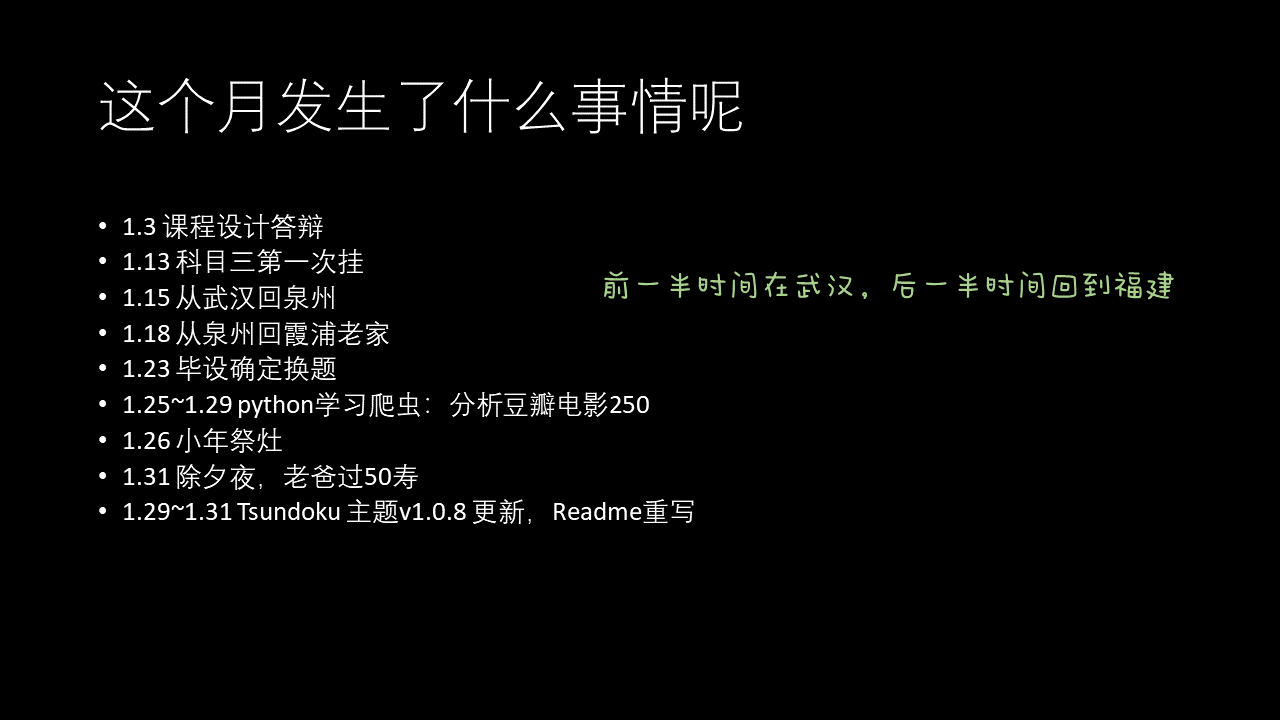 这个月发生了什么事情呢
• 1.3 课程设计答辩
• 1.13 科目三第一次挂
• 1.15 从武汉回泉州
• 1.18 从泉州回霞浦老家
• 1.23 毕设确定换题
• 1.25~1.29 python学习爬虫：分析豆瓣电影250
• 1.26 小年祭灶
• 1.31 除夕夜，老爸过50寿
• 1.29~1.31 Tsundoku 主题v1.0.8 更新，Readme重写
前一半时间在武汉，后一半时间回到福建